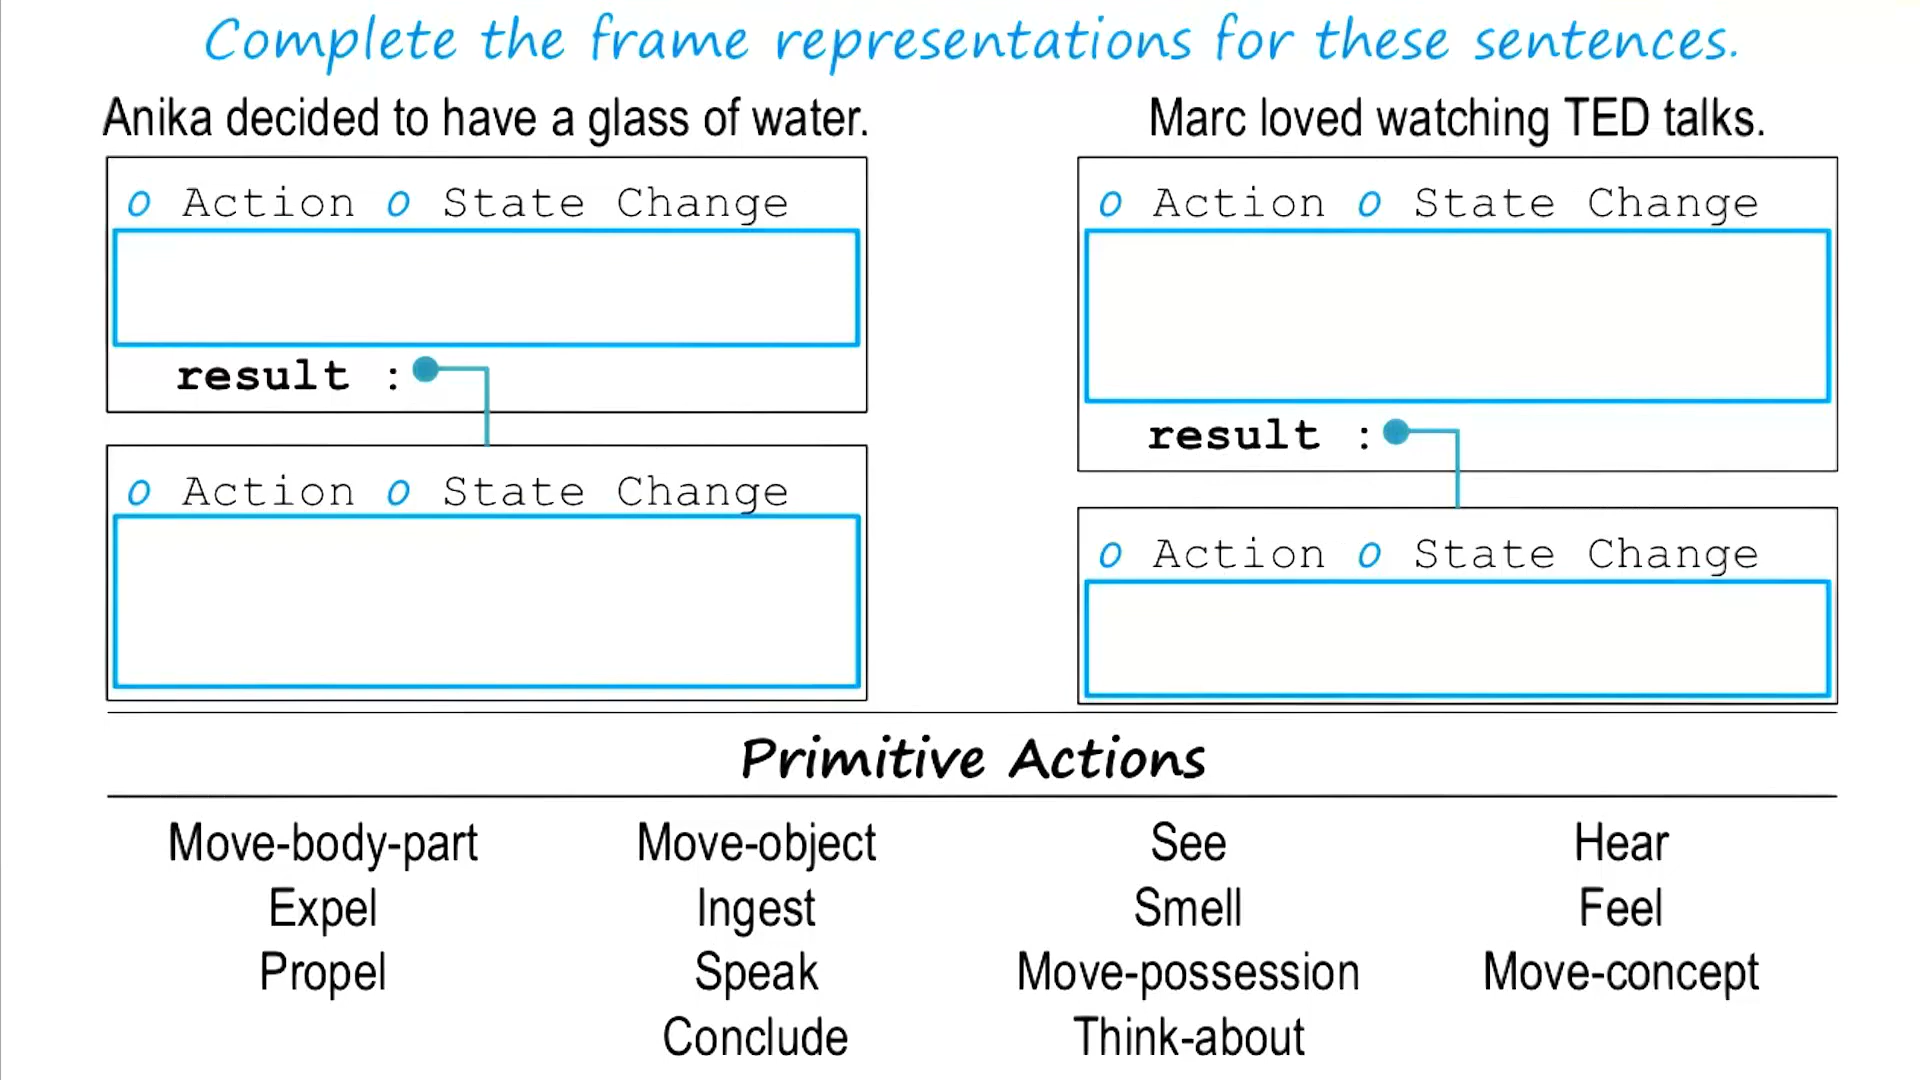 Complete the frame representations for these sentences.
Anika decided to have a glass of water.
o Action o State Change
result :
o Action o State Change
Marc loved watching TED talks.
o Action o State Change
result :
o Action o State Change
Primitive Actions
Move-body-part Move-object See Hear
Expel Ingest Smell Feel
Propel Speak Move-possession Move-concept
Conclude Think-about